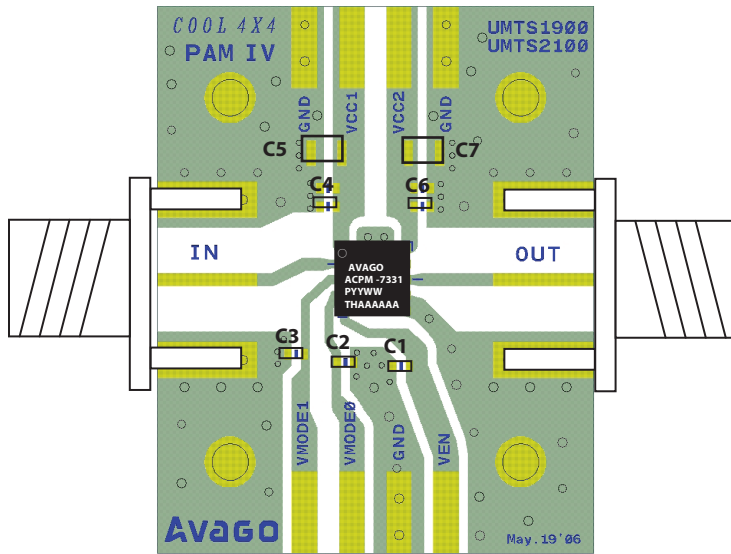 COOL 4X4
PAM IV
UMTS1900
UMTS2100
GND
VCC1
VCC2
GND
C5
C7
C4
C6
IN
OUT
AVAGO
ACPM -7331
PYYWW
THAAAAAA
C3
C2
C1
VMODE1
VMODE0
GND
VEN
AVAGO
May.19'06